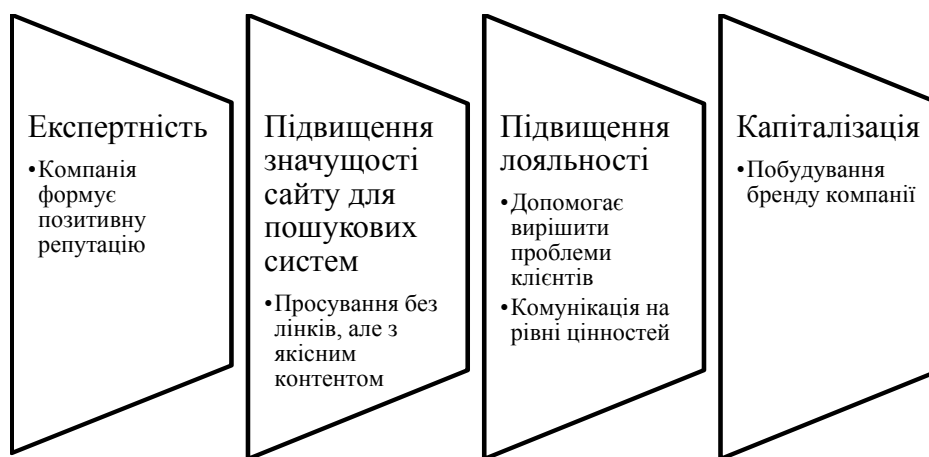 Експертність
•Компанія
формує
позитивну
репутацію
Підвищення
значущості
сайту для
пошукових
систем
•Просування без
лінків, але з
якісним
контентом
Підвищення
лояльності
•Допомогає
вирішити
проблеми
клієнтів
•Комунікація на
рівні цінностей
Капіталізація
•Побудування
бренду компанії